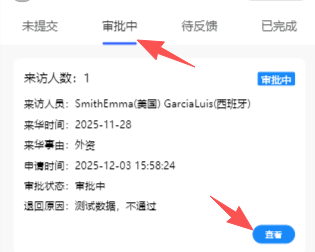 未提交 审批中 待反馈 已完成
来访人数：1 审批中
来访人员：SmithEmma(美国) GarciaLuis(西班牙)
来华时间：2025-11-28
来华事由：外资
申请时间：2025-12-03 15:58:24
审批状态：审批中
退回原因：测试数据，不通过
查看